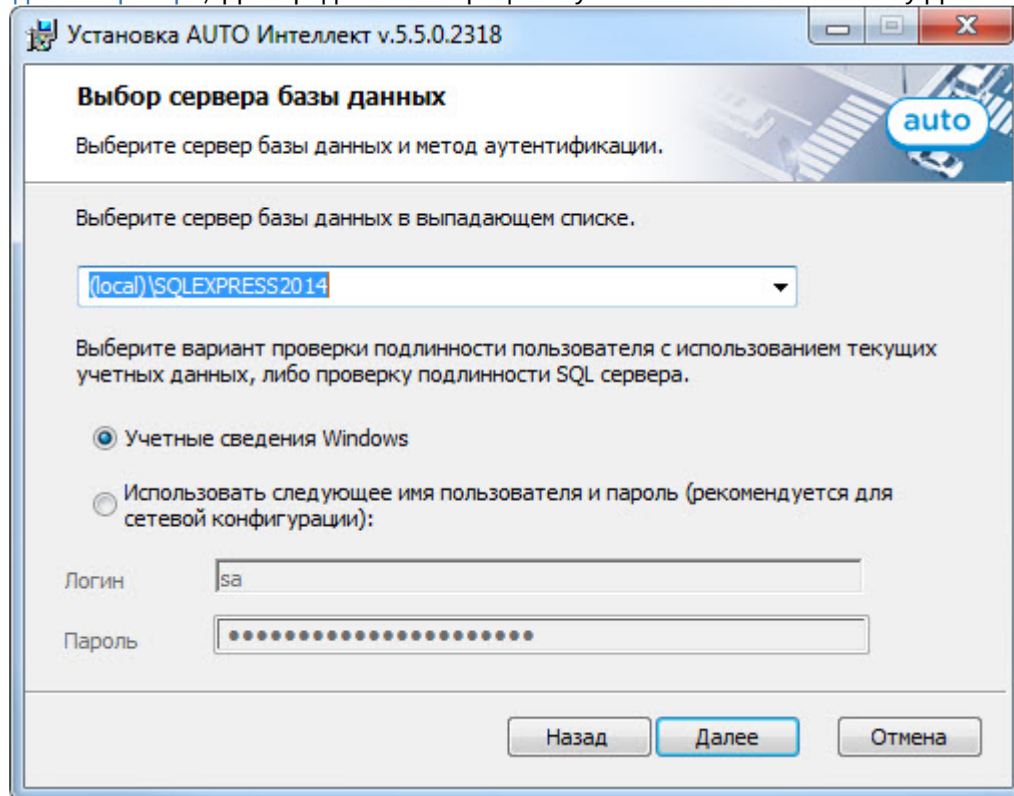 Установка AUTO Интеллект v.5.5.0.2318
Выбор сервера базы данных
auto
Выберите сервер базы данных и метод аутентификации.
Выберите сервер базы данных в выпадающем списке.
(local)\SQLEXPRESS2014
Выберите вариант проверки подлинности пользователя с использованием текущих
учетных данных, либо проверку подлинности SQL сервера.
Учетные сведения Windows
Использовать следующее имя пользователя и пароль (рекомендуется для
сетевой конфигурации):
Логин sa
Пароль ••••••••••••••••••••••
Назад Далее Отмена